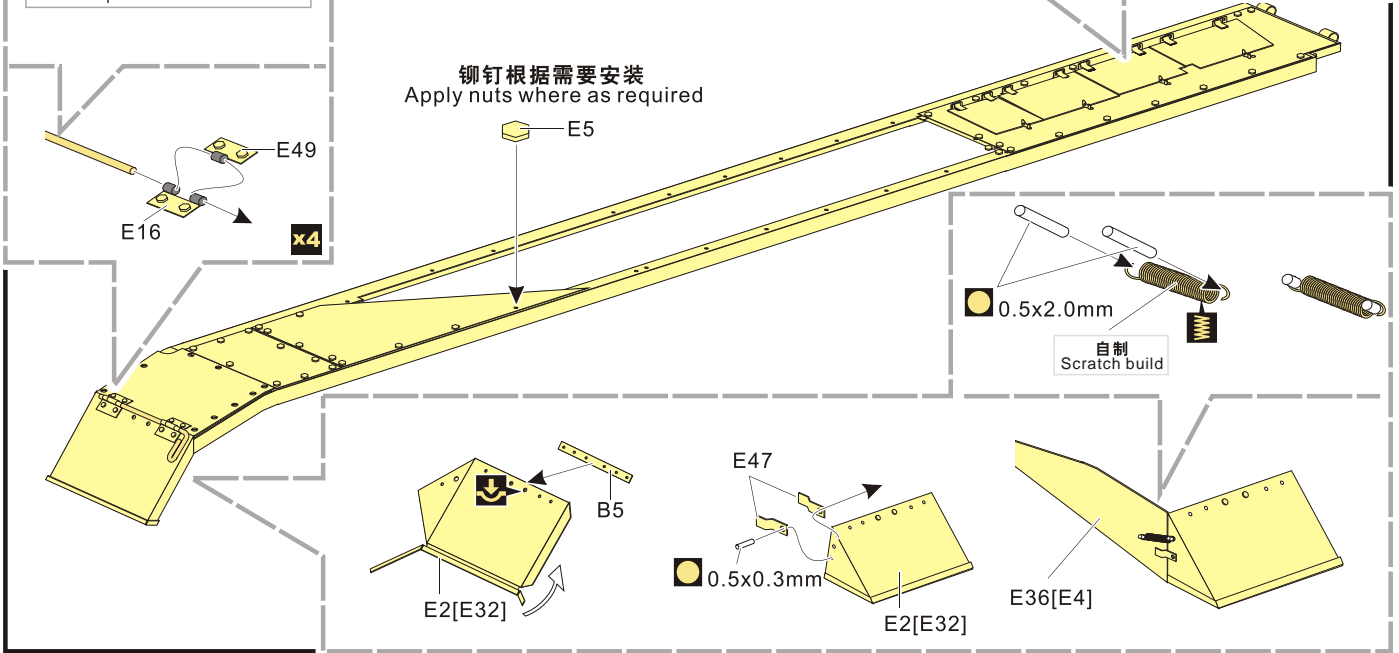 铆钉根据需要安装
Apply nuts where as required
E5
E49
E16
x4
0.5x2.0mm
自制
Scratch build
E47
B5
0.5x0.3mm
E2[E32]
E2[E32]
E36[E4]